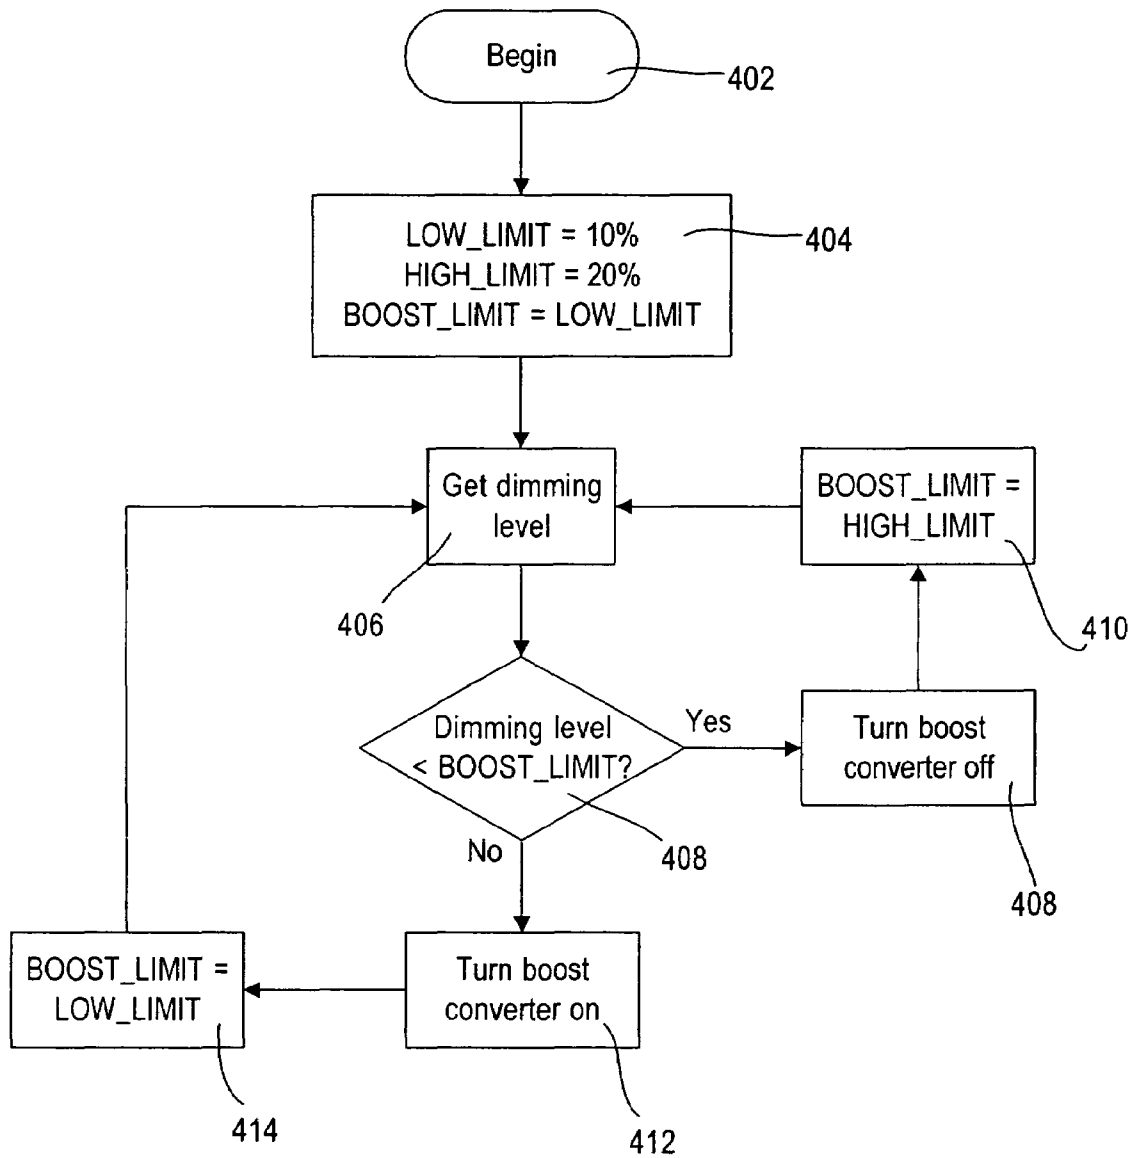 Begin
402
LOW_LIMIT = 10%
HIGH_LIMIT = 20%
BOOST_LIMIT = LOW_LIMIT
404
Get dimming
level
406
BOOST_LIMIT =
HIGH_LIMIT
410
Dimming level
< BOOST_LIMIT?
408
Yes
Turn boost
converter off
408
No
Turn boost
converter on
412
BOOST_LIMIT =
LOW_LIMIT
414